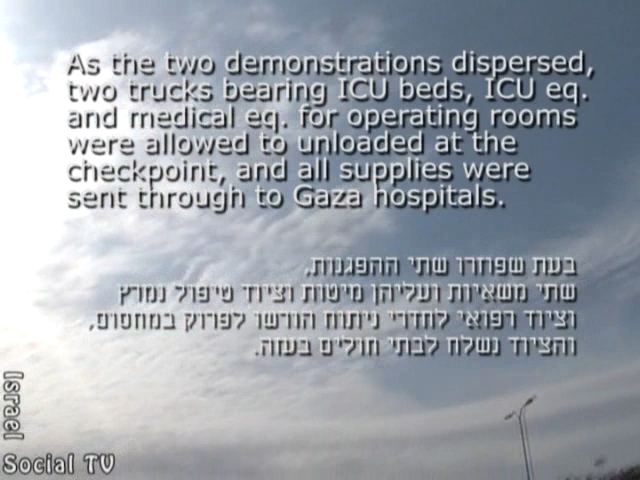 As the two demonstrations dispersed,
two trucks bearing ICU beds, ICU eq.
and medical eq. for operating rooms
were allowed to unloaded at the
checkpoint, and all supplies were
sent through to Gaza hospitals.
בעת שפוזרו שתי ההפגנות,
שתי משאיות ועליהן מיטות וציוד טיפול נמרץ
וציוד רפואי לחדרי ניתוח הורשו לפרוק במחסום,
והציוד נשלח לבתי חולים בעזה.
Israel
Social TV